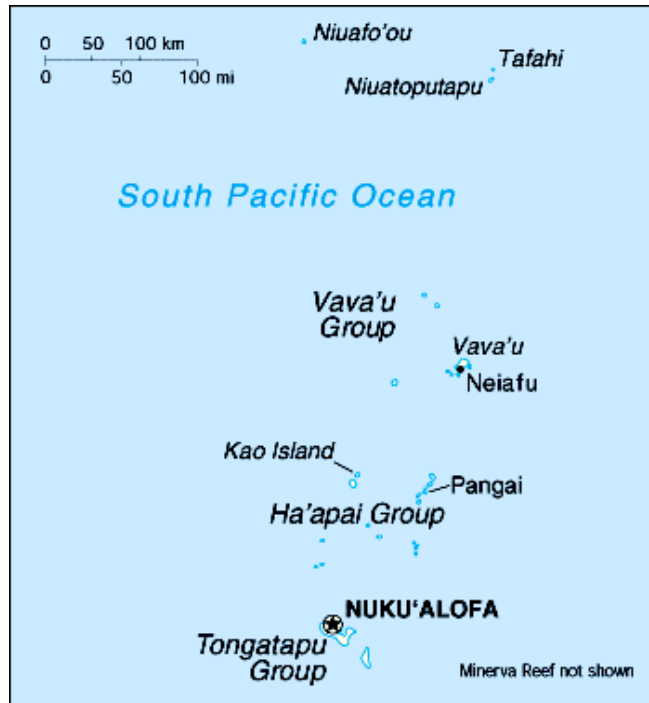 0 50 100 km
0 50 100 mi
Niuafo'ou
Tafahi
Niuatoputapu
South Pacific Ocean
Vava'u
Group
Vava'u
Neiafu
Kao Island
Pangai
Ha'apai Group
NUKU‘ALOFA
Tongatapu
Group
Minerva Reef not shown